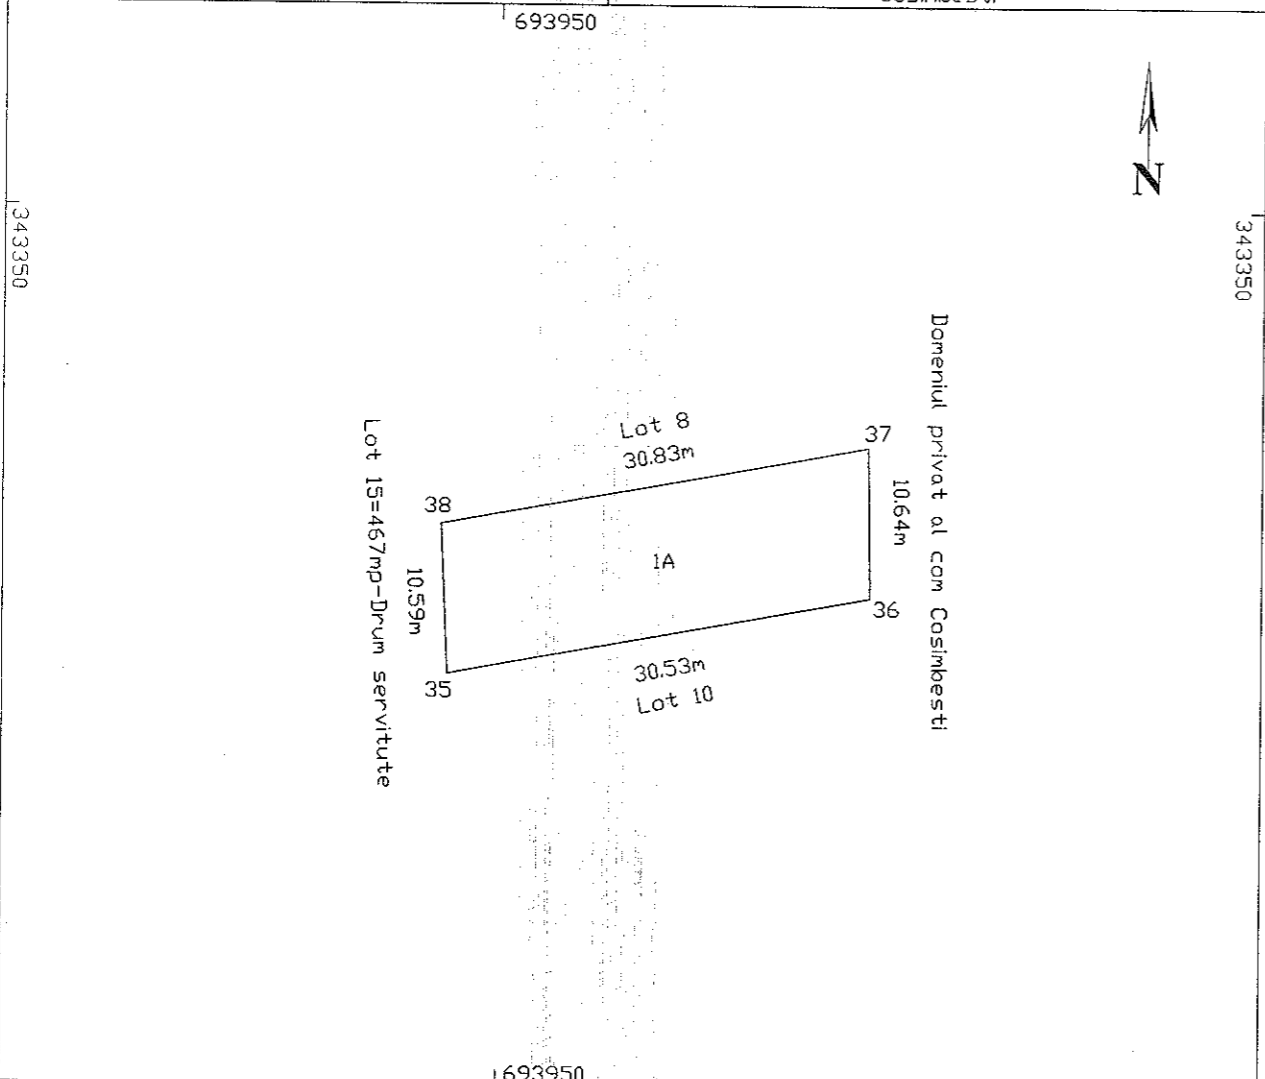 693950
N
343350
343350
Domeniul privat al com Cosimbesti
Lot 8
30.83m
37
38
10.64m
Lot 15=467mp-Drum servitute
1A
10.59m
36
30.53m
35
Lot 10
693950